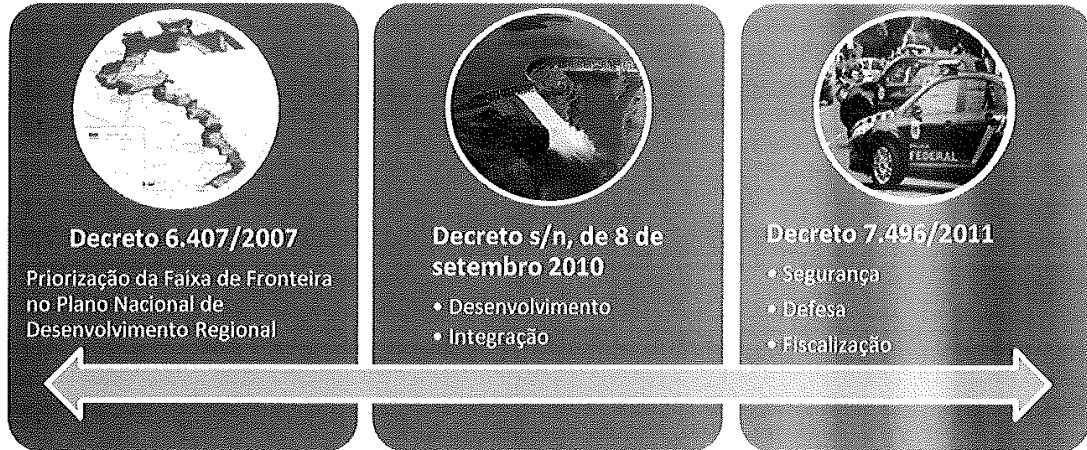 Decreto 6.407/2007
Priorização da Faixa de Fronteira
no Plano Nacional de
Desenvolvimento Regional
Decreto s/n, de 8 de
setembro 2010
• Desenvolvimento
• Integração
FEDERAL
Decreto 7.496/2011
• Segurança
• Defesa
• Fiscalização